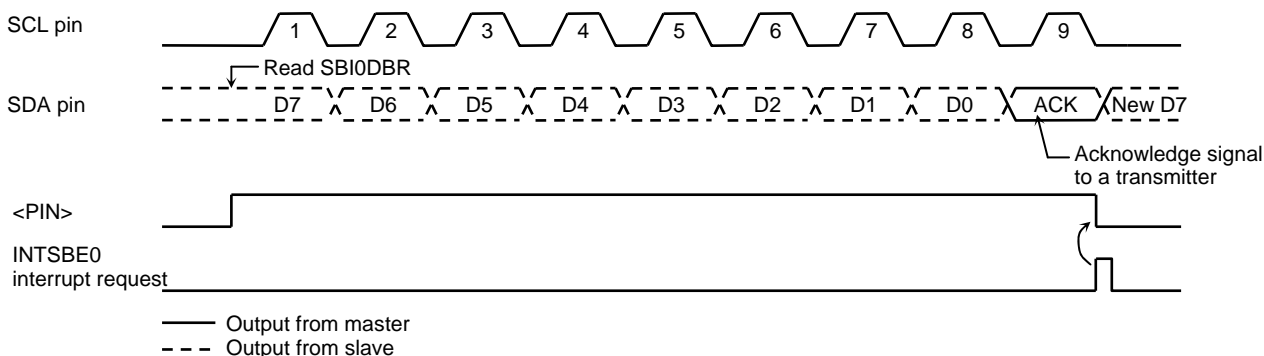 SCL pin
1 2 3 4 5 6 7 8 9
Read SBI0DBR
SDA pin
D7 D6 D5 D4 D3 D2 D1 D0 ACK New D7
Acknowledge signal
to a transmitter
<PIN>
INTSBE0
interrupt request
Output from master
Output from slave